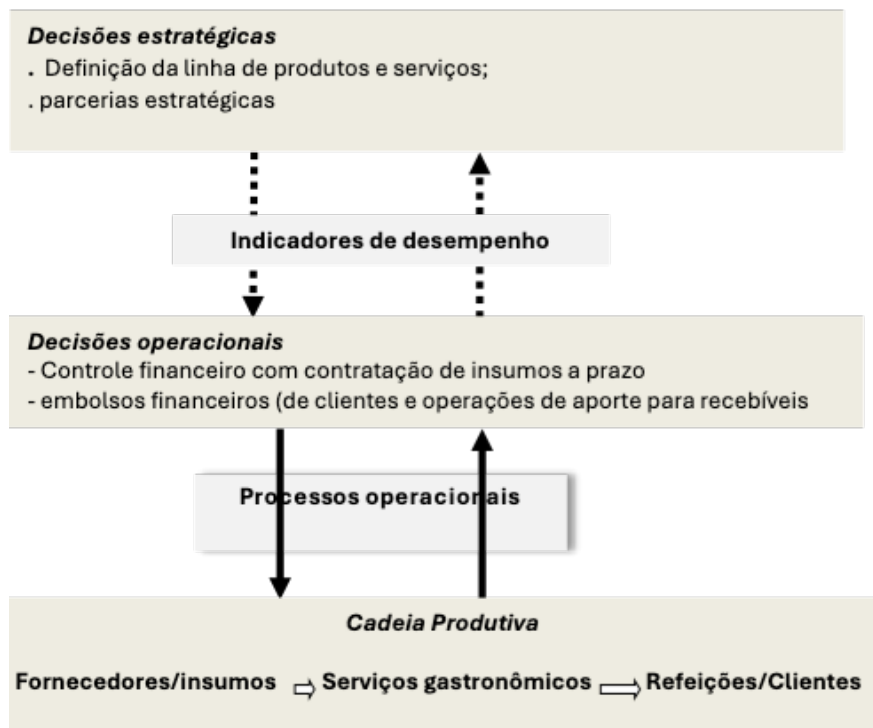 Decisões estratégicas
. Definição da linha de produtos e serviços;
. parcerias estratégicas
Indicadores de desempenho
Decisões operacionais
- Controle financeiro com contratação de insumos a prazo
- embolsos financeiros (de clientes e operações de aporte para recebíveis
Processos operacionais
Cadeia Produtiva
Fornecedores/insumos Serviços gastronômicos Refeições/Clientes